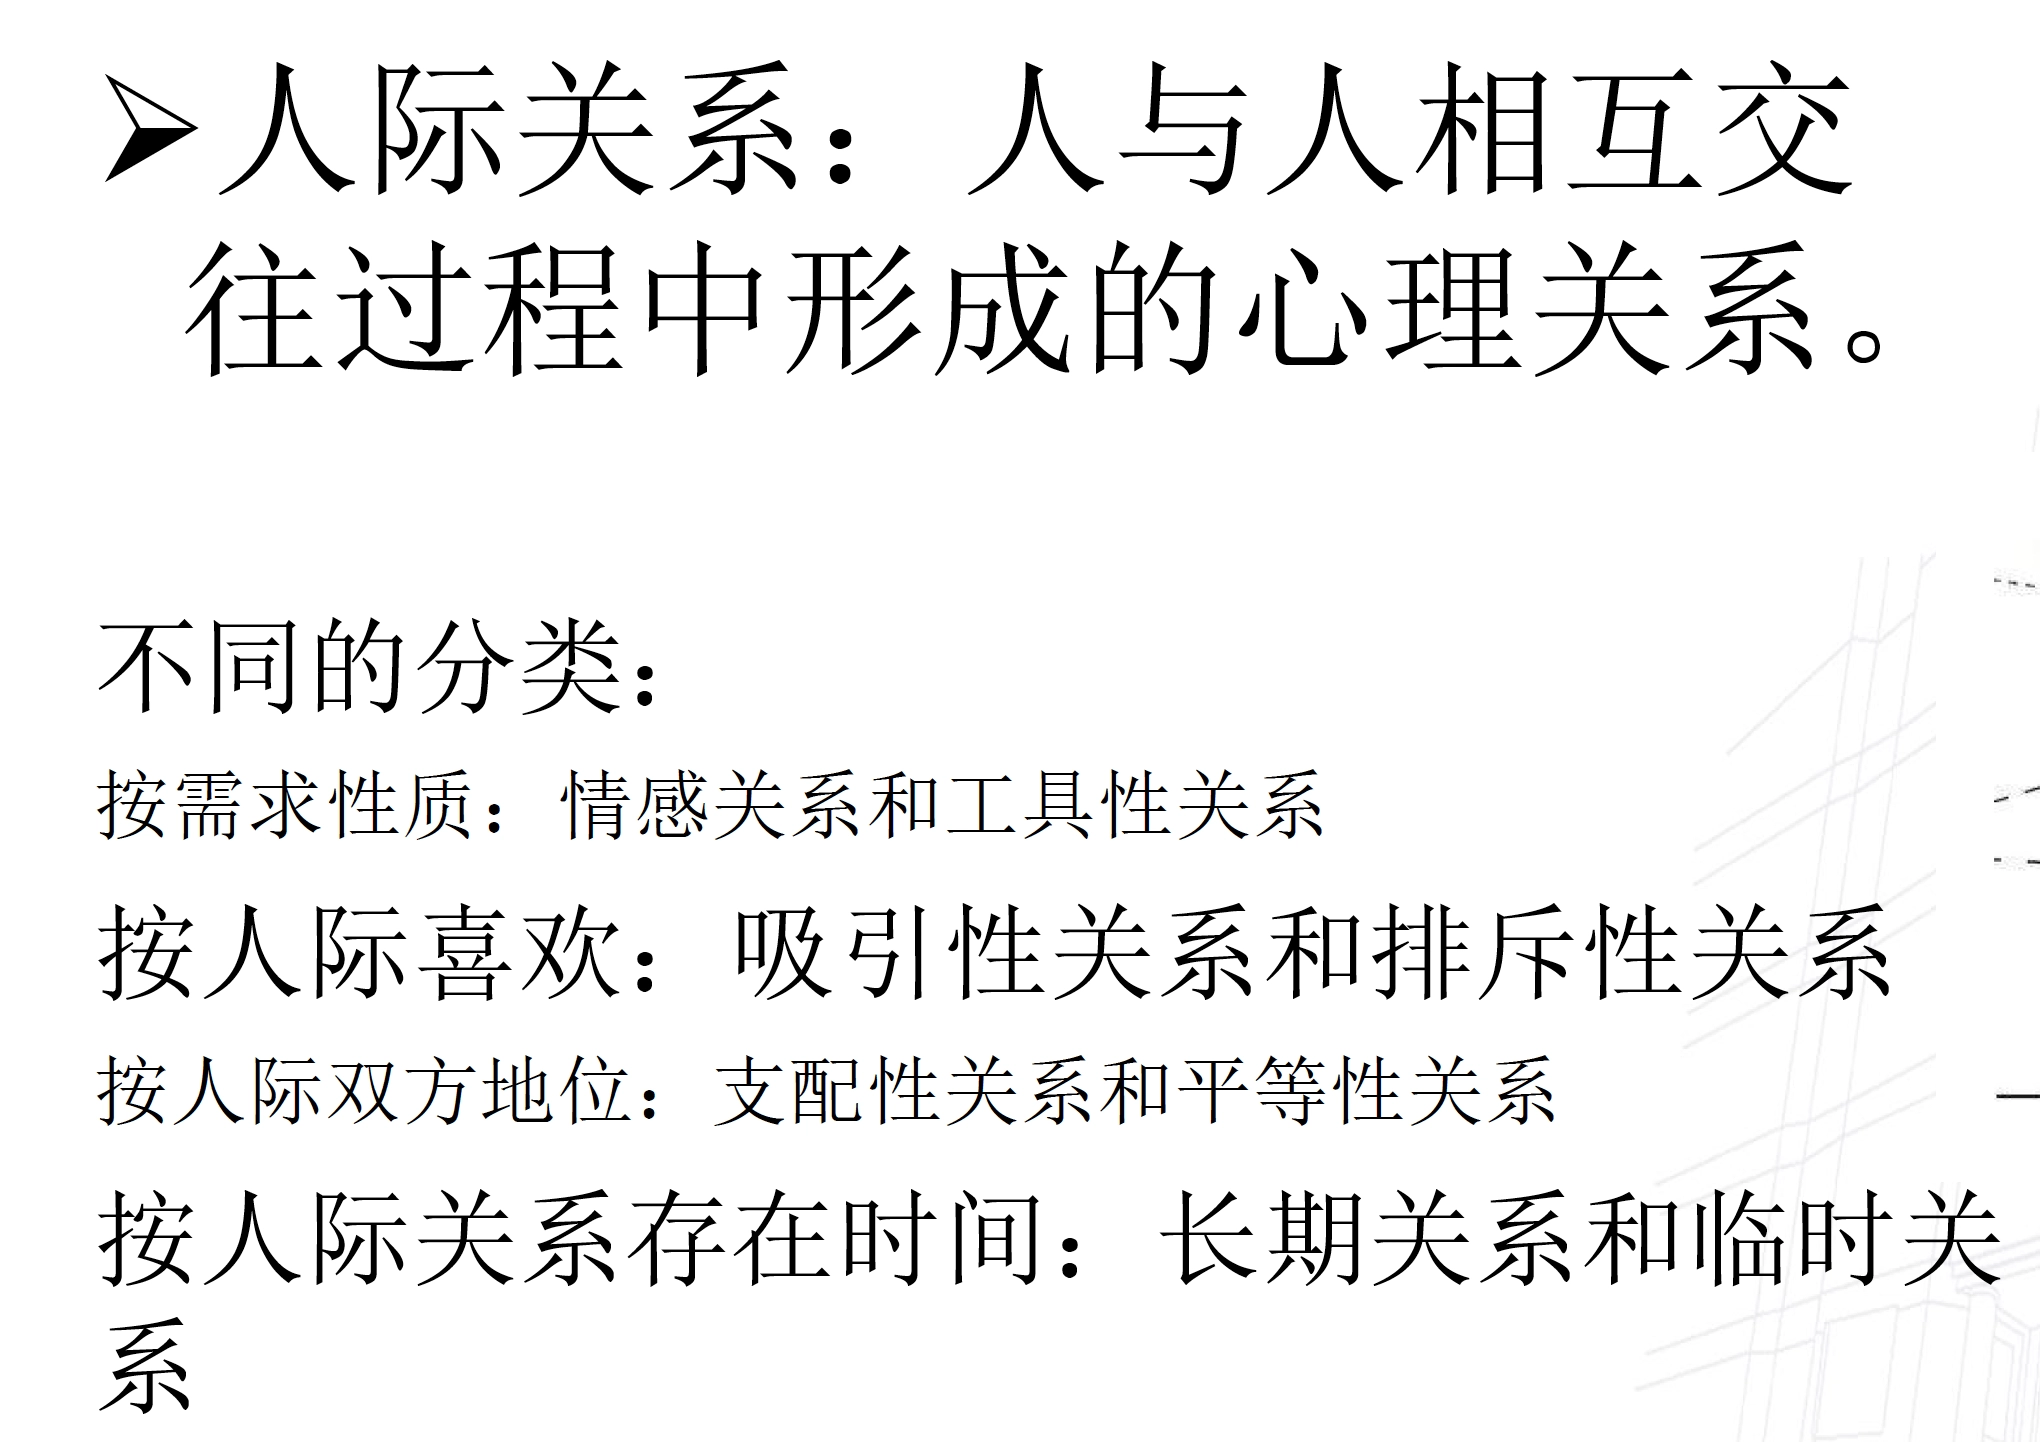 ➢人际关系：人与人相互交
往过程中形成的心理关系。
不同的分类：
按需求性质：情感关系和工具性关系
按人际喜欢：吸引性关系和排斥性关系
按人际双方地位：支配性关系和平等性关系
按人际关系存在时间：长期关系和临时关
系